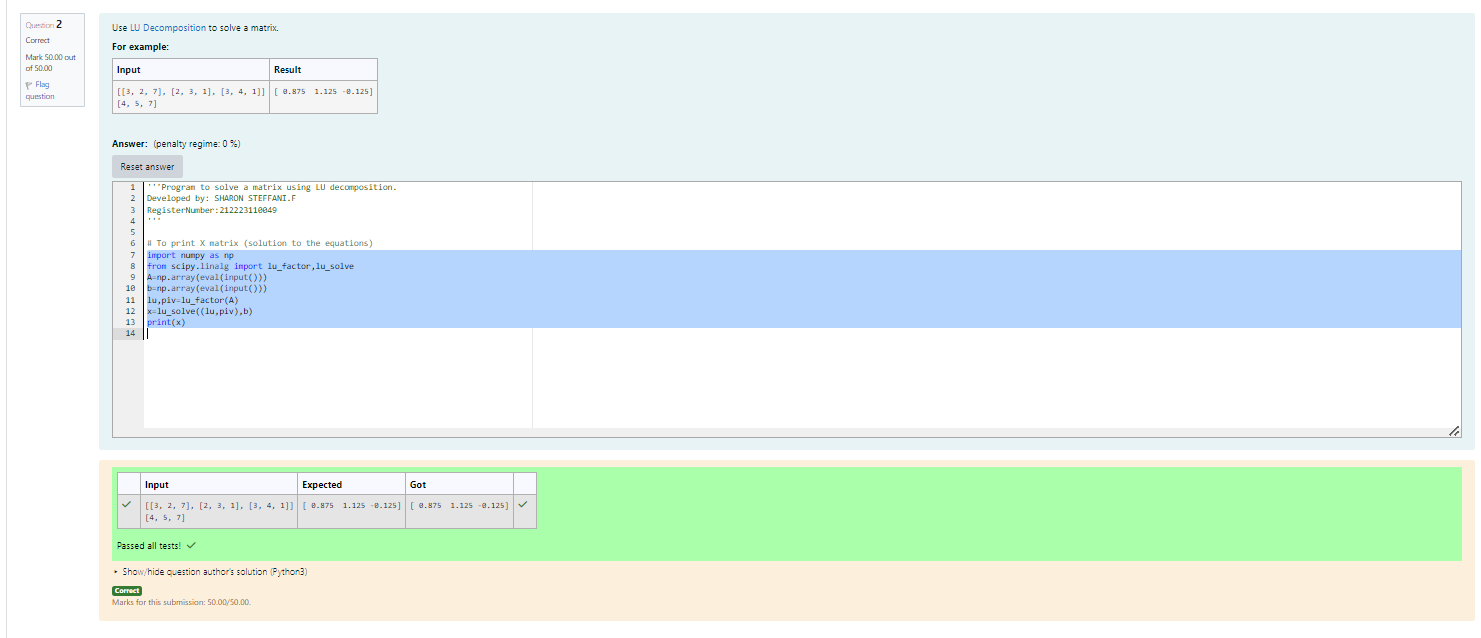 Question 2
Correct
Mark 50.00 out
of 50.00
Flag
question
Use LU Decomposition to solve a matrix.
For example:
Input Result
[[3, 2, 7], [2, 3, 1], [3, 4, 1]] [ 0.875  1.125 -0.125]
[4, 5, 7]
Answer: (penalty regime: 0 %)
Reset answer
1 '''Program to solve a matrix using LU decomposition.
2 Developed by: SHARON STEFFANI.F
3 RegisterNumber:212223110049
4 '''
5
6 # To print X matrix (solution to the equations)
7 import numpy as np
8 from scipy.linalg import lu_factor,lu_solve
9 A=np.array(eval(input()))
10 b=np.array(eval(input()))
11 lu,piv=lu_factor(A)
12 x=lu_solve((lu,piv),b)
13 print(x)
14
Input Expected Got
[[3, 2, 7], [2, 3, 1], [3, 4, 1]] [ 0.875  1.125 -0.125] [ 0.875  1.125 -0.125]
[4, 5, 7]
Passed all tests!
Show/hide question author's solution (Python3)
Correct
Marks for this submission: 50.00/50.00.